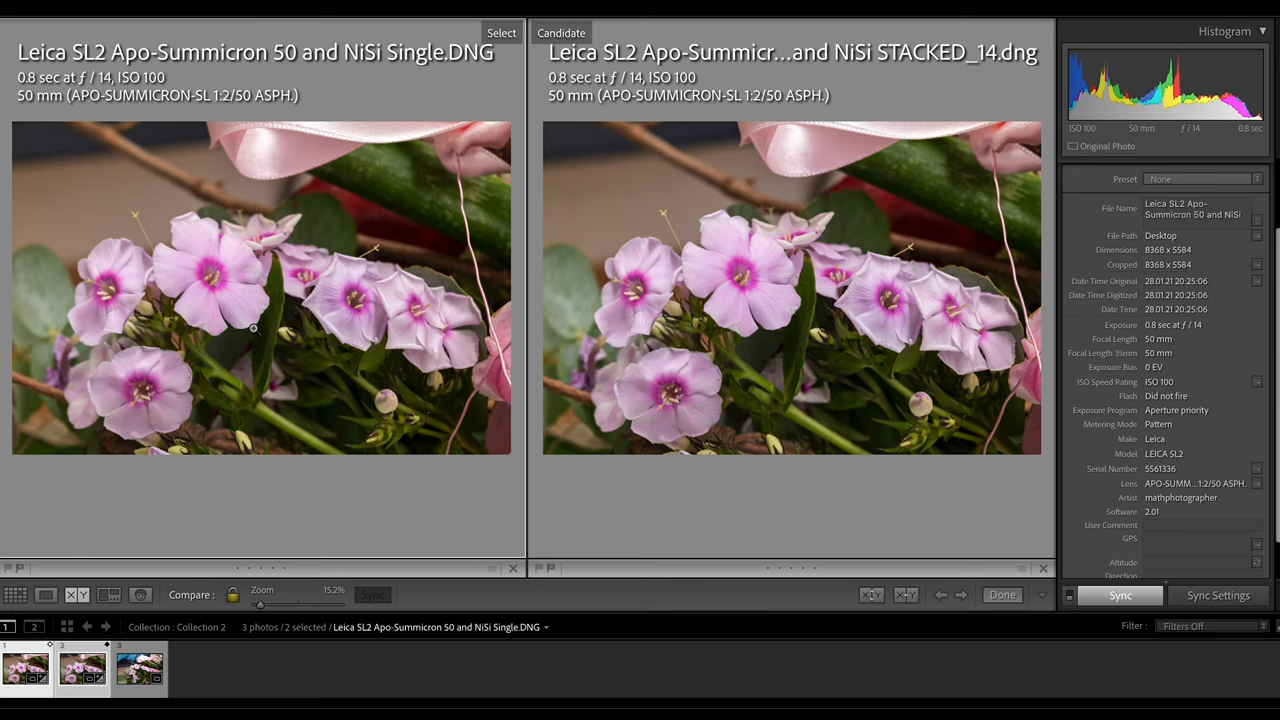 Select
Leica SL2 Apo-Summicron 50 and NiSi Single.DNG
0.8 sec at ƒ / 14, ISO 100
50 mm (APO-SUMMICRON-SL 1:2/50 ASPH.)
Candidate
Leica SL2 Apo-Summicr...and NiSi STACKED_14.dng
0.8 sec at ƒ / 14, ISO 100
50 mm (APO-SUMMICRON-SL 1:2/50 ASPH.)
Histogram
ISO 100 50 mm ƒ / 14 0.8 sec
Original Photo
Preset None
File Name Leica SL2 Apo-
Summicron 50 and NiSi
File Path Desktop
Dimensions 8368 x 5584
Cropped 8368 x 5584
Date Time Original 28.01.21 20:25:06
Date Time Digitized 28.01.21 20:25:06
Date Time 28.01.21 20:25:06
Exposure 0.8 sec at ƒ / 14
Focal Length 50 mm
Focal Length 35mm 50 mm
Exposure Bias 0 EV
ISO Speed Rating ISO 100
Flash Did not fire
Exposure Program Aperture priority
Metering Mode Pattern
Make Leica
Model LEICA SL2
Serial Number 5561336
Lens APO-SUMM...1:2/50 ASPH.
Artist mathphotographer
Software 2.01
User Comment
GPS
Altitude
Direction
X Y
Compare :
Zoom 15.2%
Sync
X Y
X Y
Done
Sync
Sync Settings
1 2
Collection : Collection 2
3 photos / 2 selected / Leica SL2 Apo-Summicron 50 and NiSi Single.DNG
Filter : Filters Off
1
2
3